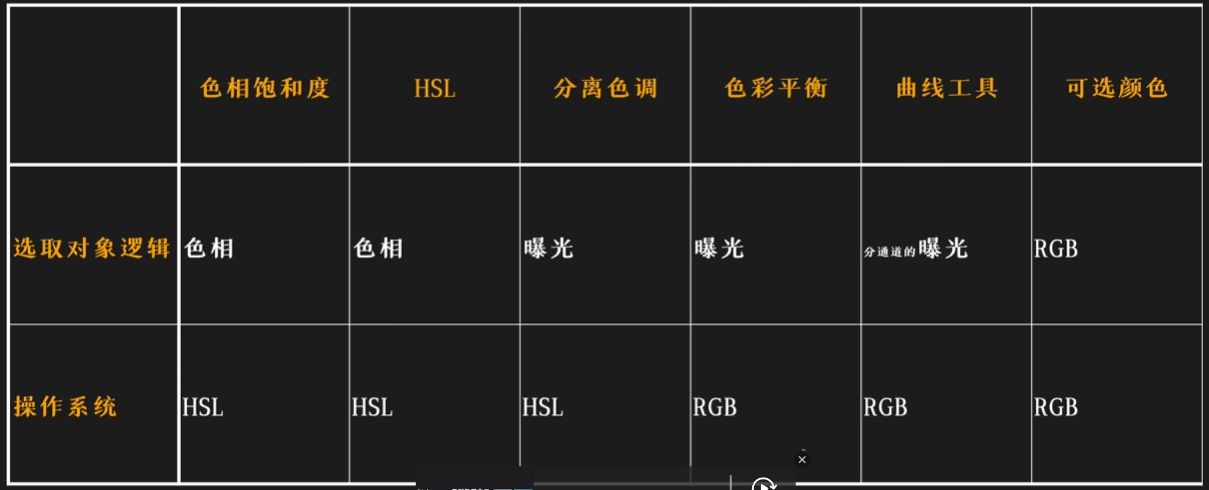 色相饱和度 HSL 分离色调 色彩平衡 曲线工具 可选颜色
选取对象逻辑 色相 色相 曝光 曝光 分通道的曝光 RGB
操作系统 HSL HSL HSL RGB RGB RGB